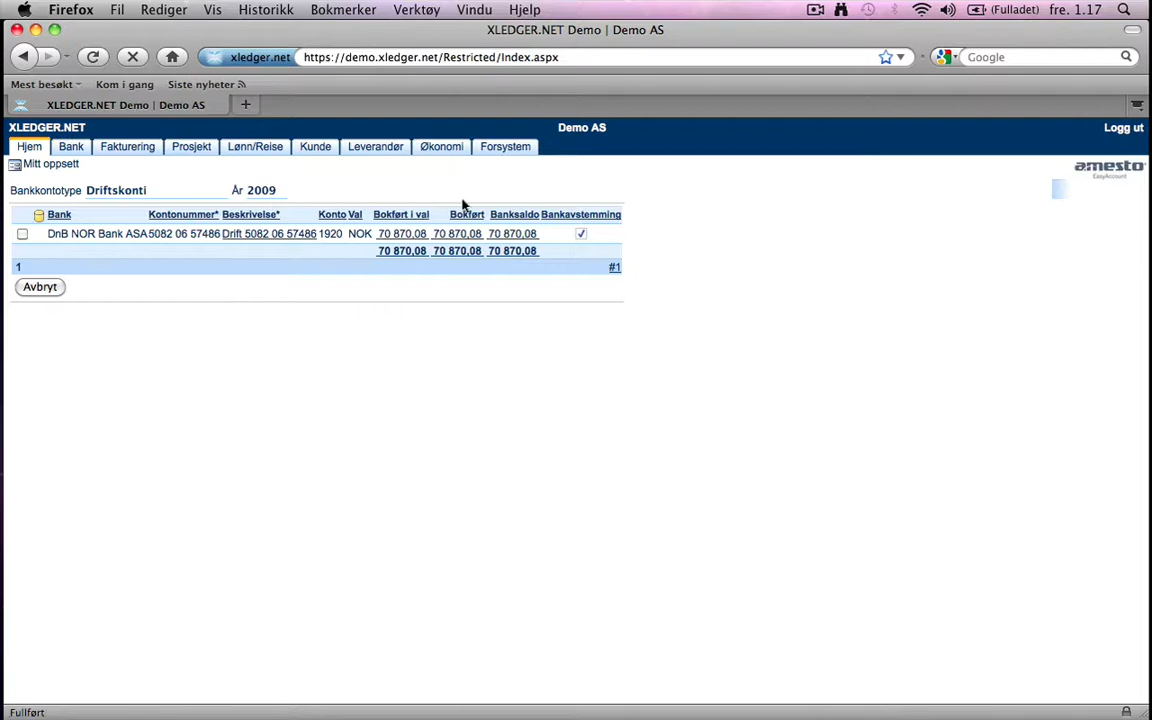 Firefox Fil Rediger Vis Historikk Bokmerker Verktøy Vindu Hjelp (Fulladet) fre. 1.17
XLEDGER.NET Demo | Demo AS
xledger.net https://demo.xledger.net/Restricted/Index.aspx Google
Mest besøkt Kom i gang Siste nyheter
XLEDGER.NET Demo | Demo AS +
XLEDGER.NET Demo AS Logg ut
Hjem Bank Fakturering Prosjekt Lønn/Reise Kunde Leverandør Økonomi Forsystem
Mitt oppsett
amesto
EasyAccount
Bankkontotype Driftskonti År 2009
Bank Kontonummer* Beskrivelse* Konto Val Bokført i val Bokført Banksaldo Bankavstemming
DnB NOR Bank ASA 5082 06 57486 Drift 5082 06 57486 1920 NOK 70 870,08 70 870,08 70 870,08
70 870,08 70 870,08 70 870,08
1 #1
Avbryt
Fullført